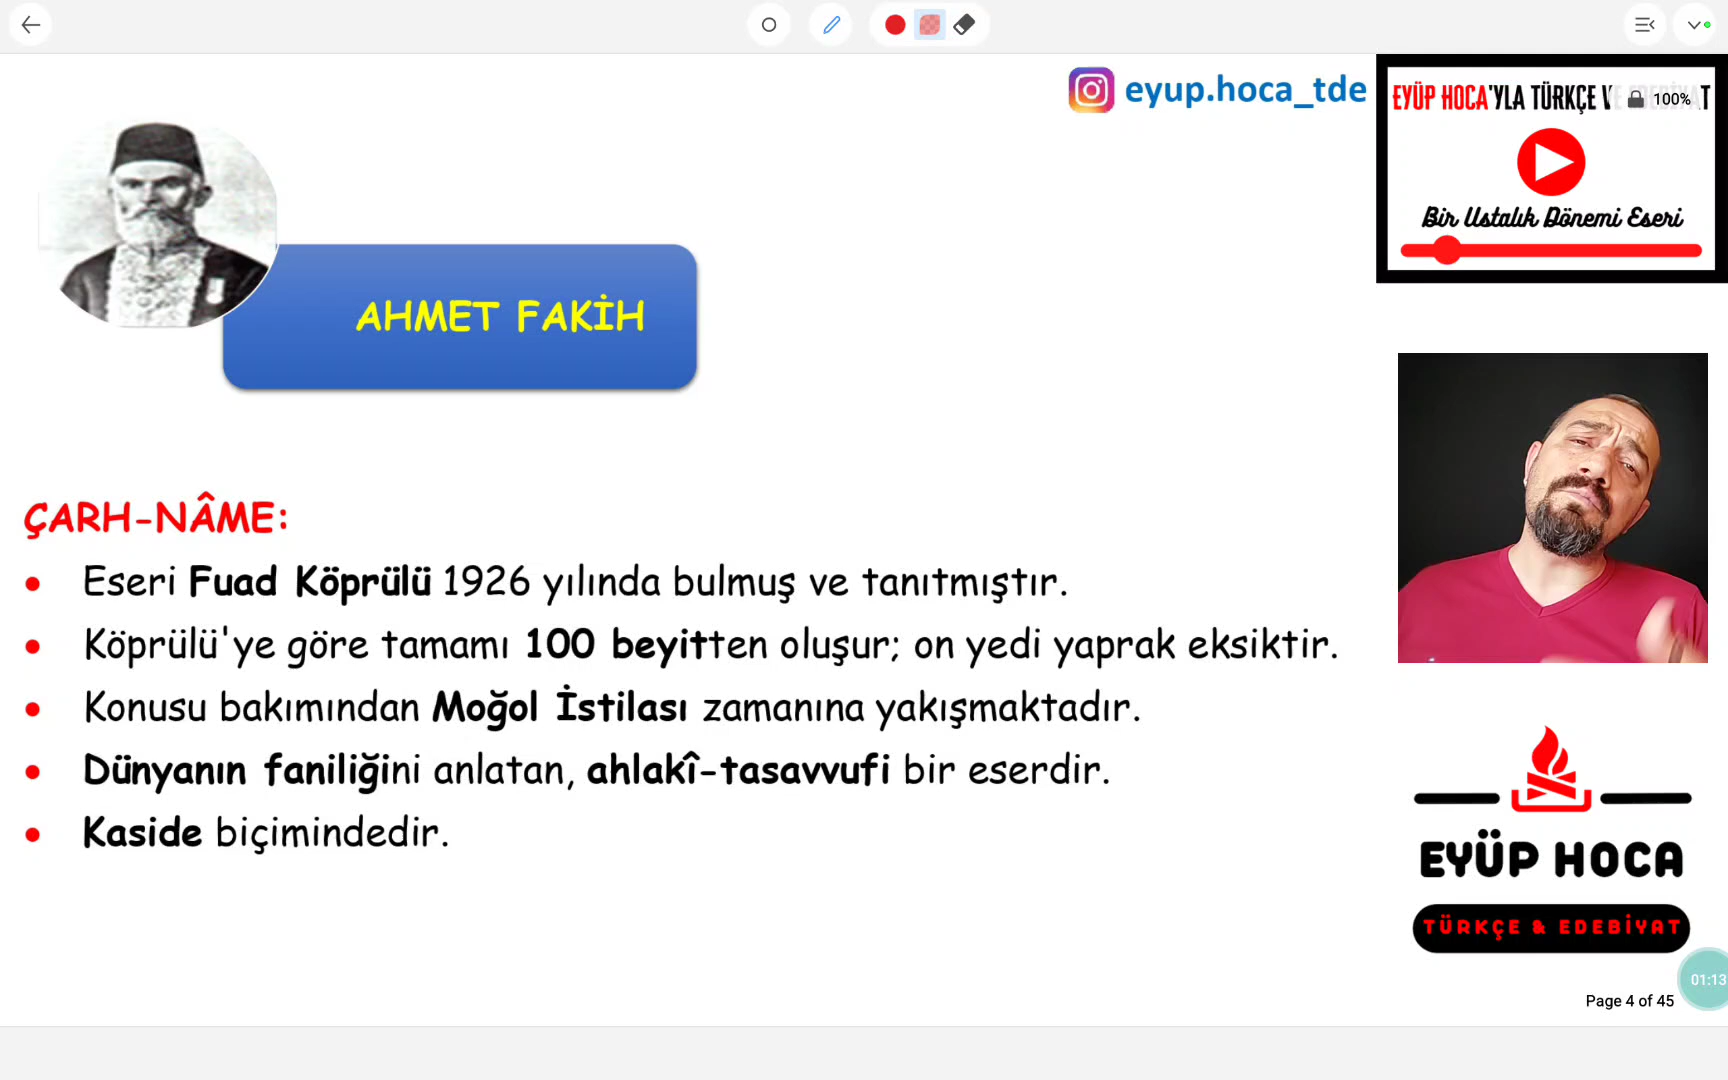 eyup.hoca_tde
EYÜP HOCA'YLA TÜRKÇE VE EDEBİYAT
100%
Bir Ustalık Dönemi Eseri
AHMET FAKİH
ÇARH-NÂME:
Eseri Fuad Köprülü 1926 yılında bulmuş ve tanıtmıştır.
Köprülü'ye göre tamamı 100 beyitten oluşur; on yedi yaprak eksiktir.
Konusu bakımından Moğol İstilası zamanına yakışmaktadır.
Dünyanın faniliğini anlatan, ahlakî-tasavvufi bir eserdir.
Kaside biçimindedir.
EYÜP HOCA
TÜRKÇE & EDEBİYAT
01:13
Page 4 of 45